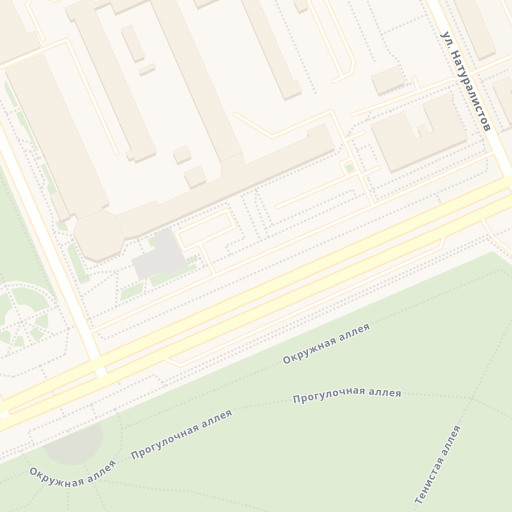 ул. Натуралистов
Окружная аллея
Прогулочная аллея
Прогулочная аллея
Тенистая аллея
Окружная аллея